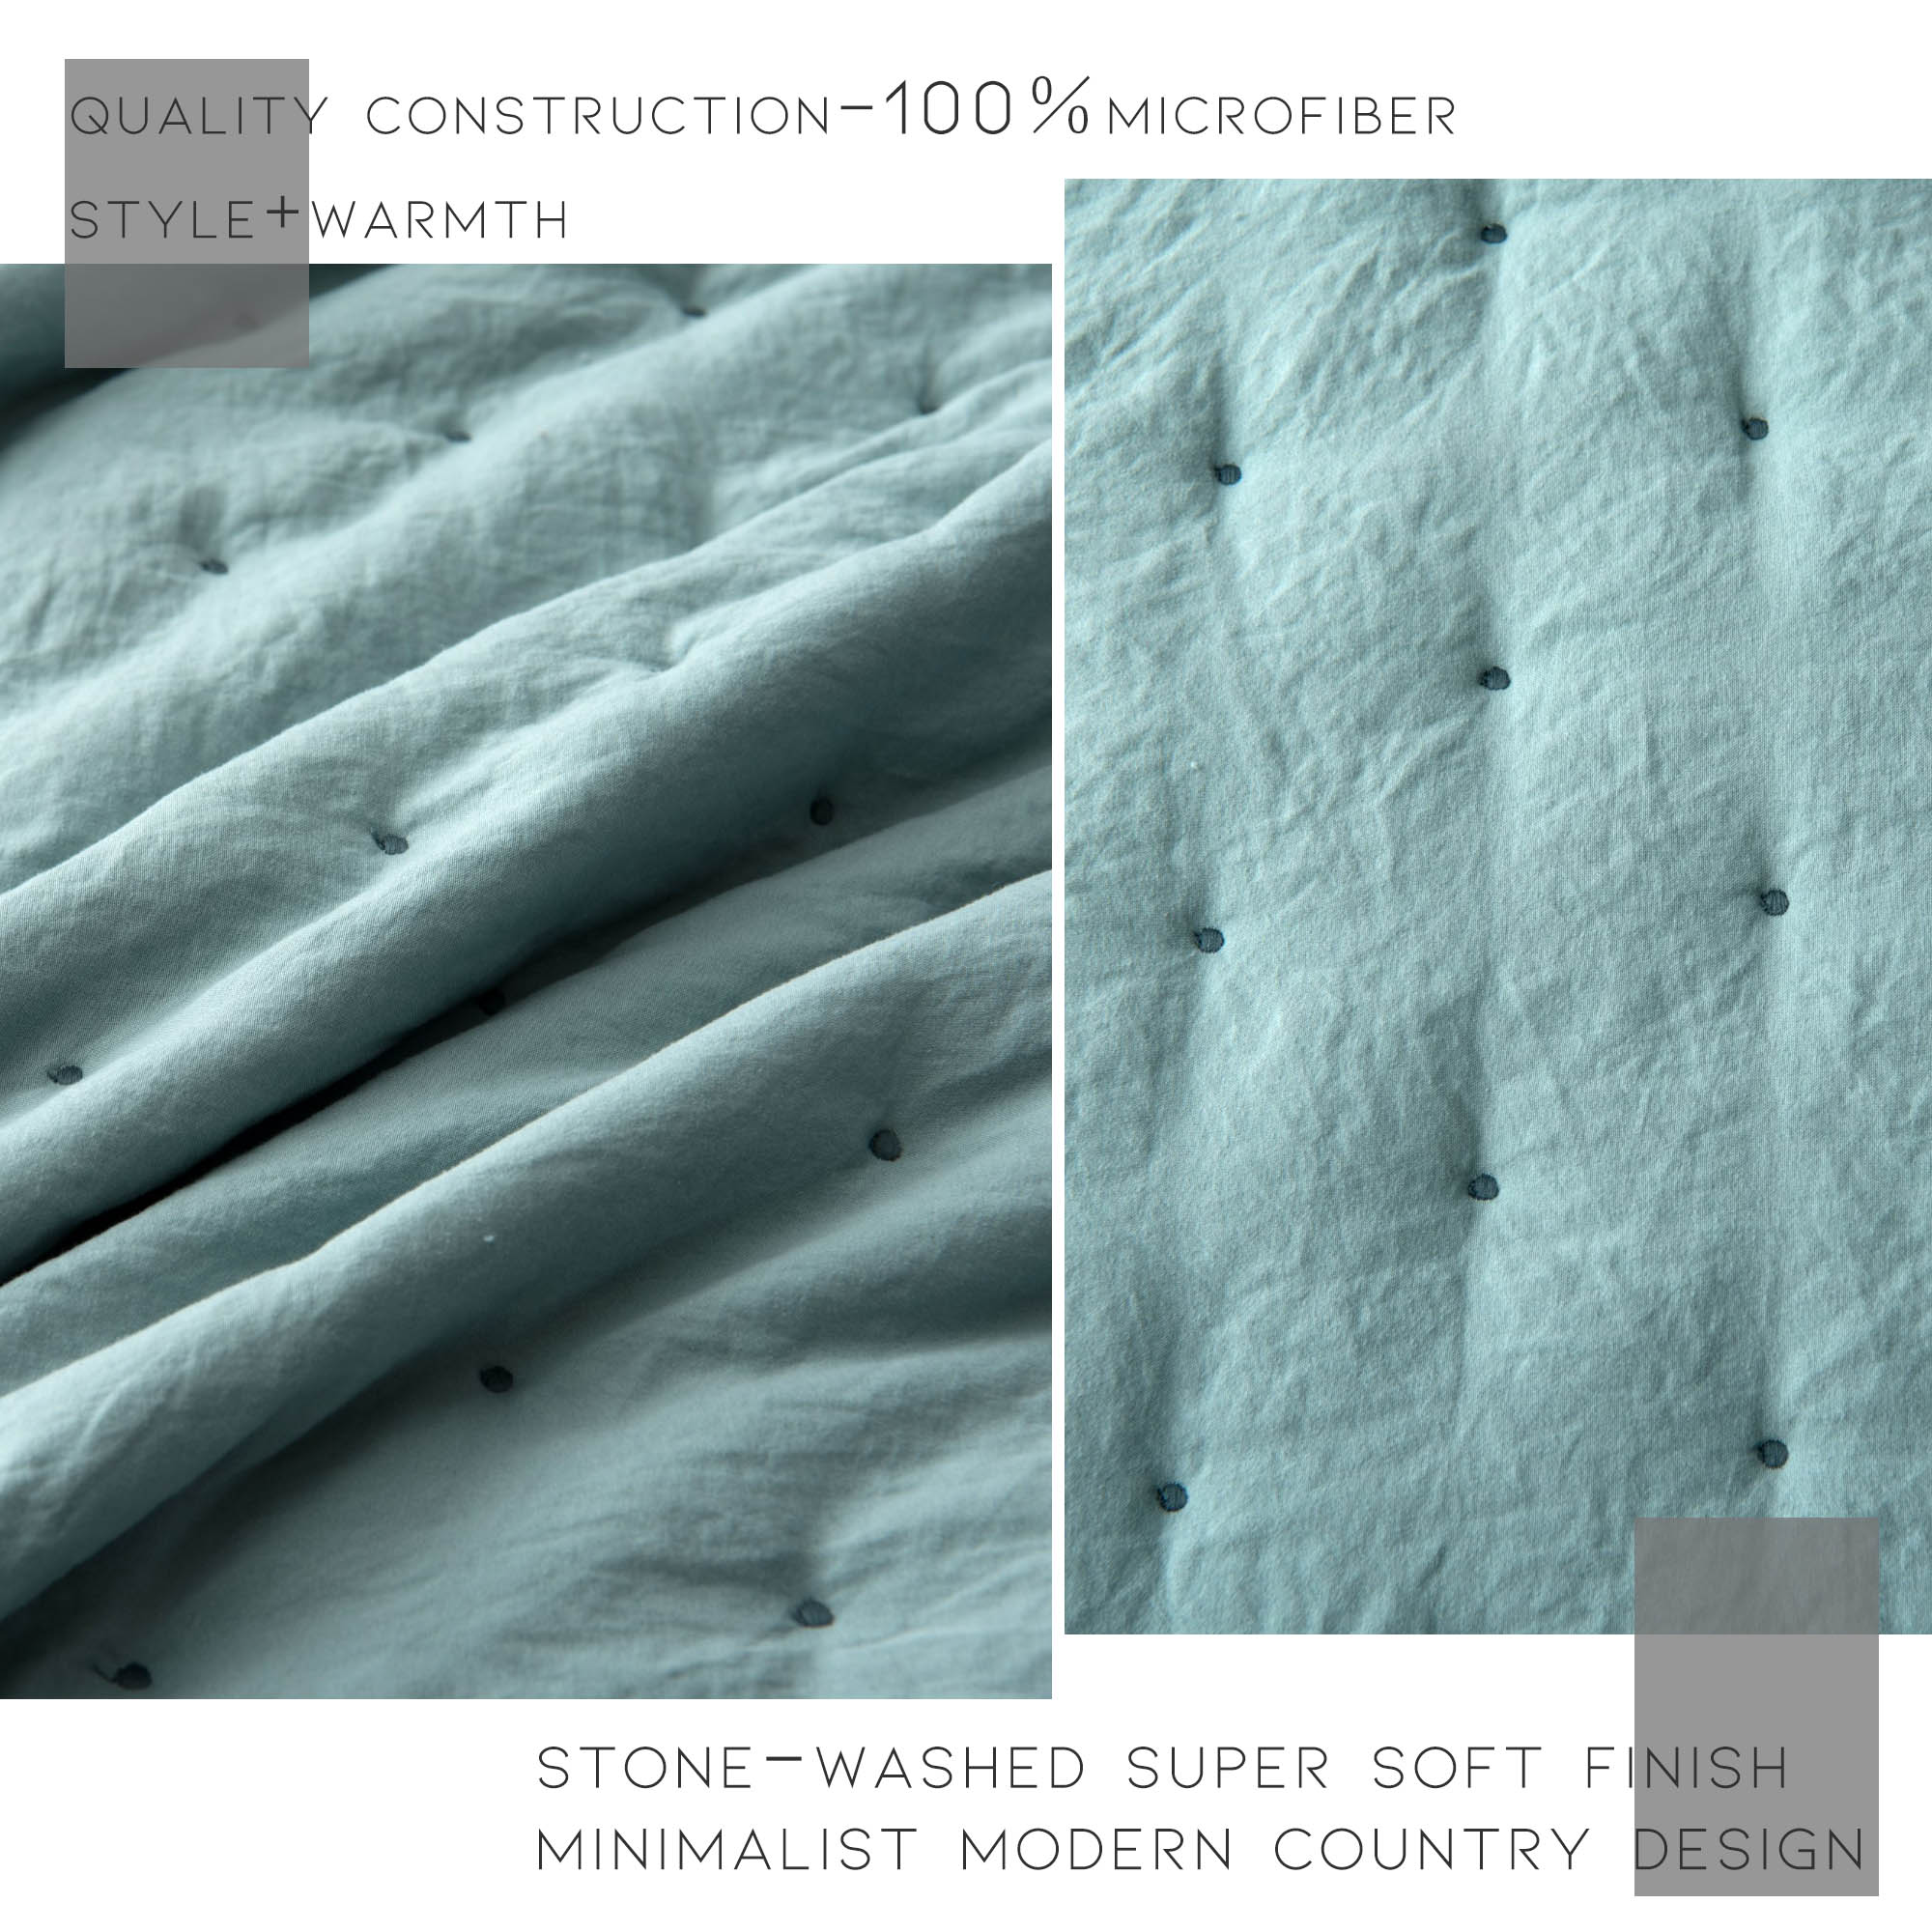 QUALITY CONSTRUCTION-100%MICROFIBER
STYLE+WARMTH
STONE-WASHED SUPER SOFT FINISH
MINIMALIST MODERN COUNTRY DESIGN